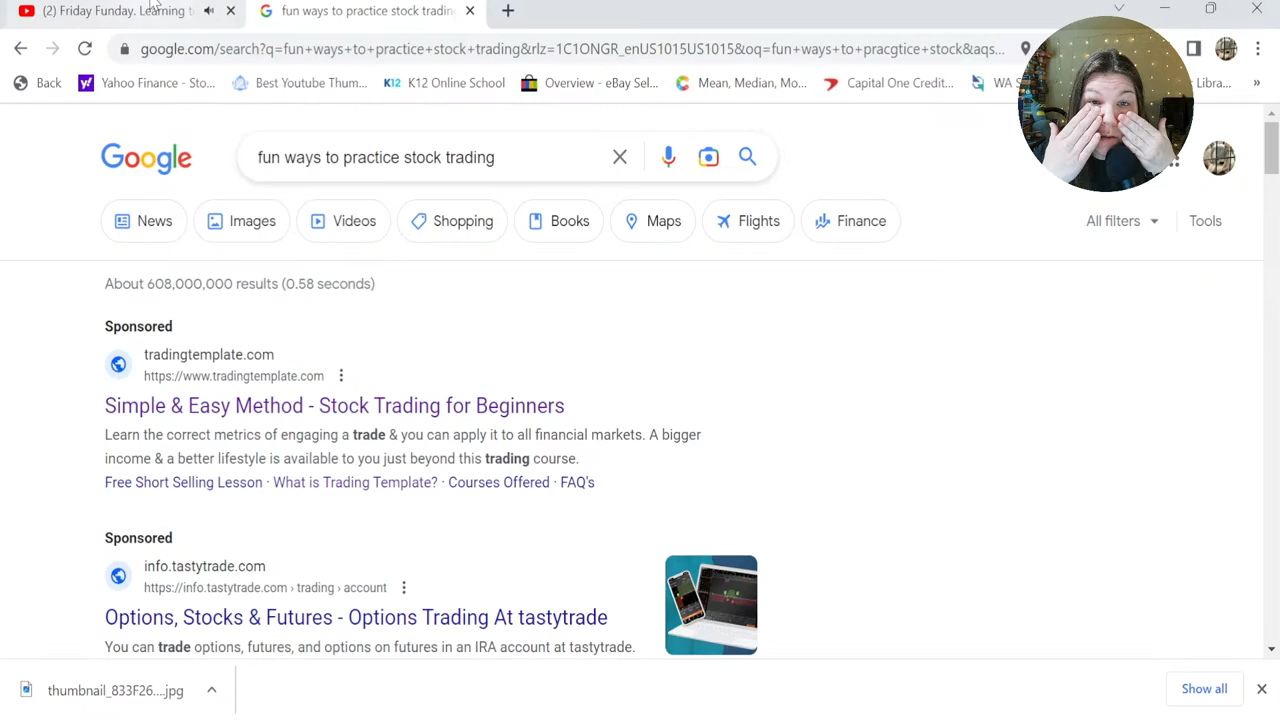 (2) Friday Funday. Learning t
fun ways to practice stock trading
google.com/search?q=fun+ways+to+practice+stock+trading&rlz=1C1ONGR_enUS1015US1015&oq=fun+ways+to+pracgtice+stock&aqs...
Back
Yahoo Finance - Sto...
Best Youtube Thum...
K12 K12 Online School
Overview - eBay Sel...
Mean, Median, Mo...
Capital One Credit...
WA S
Libra...
»
Google
fun ways to practice stock trading
News
Images
Videos
Shopping
Books
Maps
Flights
Finance
All filters
Tools
About 608,000,000 results (0.58 seconds)
Sponsored
tradingtemplate.com
https://www.tradingtemplate.com
Simple & Easy Method - Stock Trading for Beginners
Learn the correct metrics of engaging a trade & you can apply it to all financial markets. A bigger
income & a better lifestyle is available to you just beyond this trading course.
Free Short Selling Lesson · What is Trading Template? · Courses Offered · FAQ's
Sponsored
info.tastytrade.com
https://info.tastytrade.com › trading › account
Options, Stocks & Futures - Options Trading At tastytrade
You can trade options, futures, and options on futures in an IRA account at tastytrade.
thumbnail_833F26....jpg
Show all